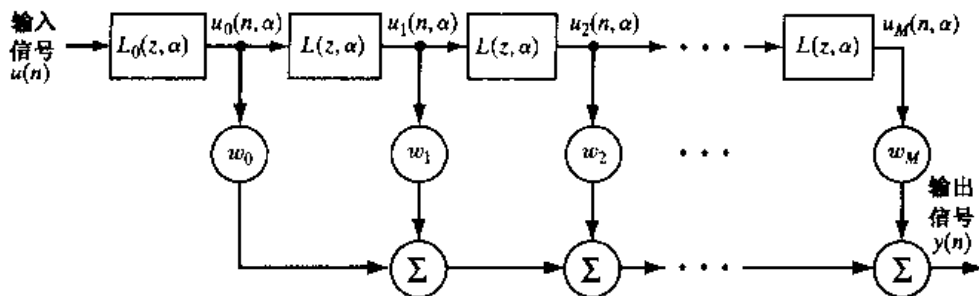 输入
信号
u(n)
L₀(z, α)
u₀(n, α)
L(z, α)
u₁(n, α)
L(z, α)
u₂(n, α)
· · ·
L(z, α)
u_M(n, α)
w₀
w₁
w₂
· · ·
w_M
Σ
Σ
· · ·
Σ
输出
信号
y(n)